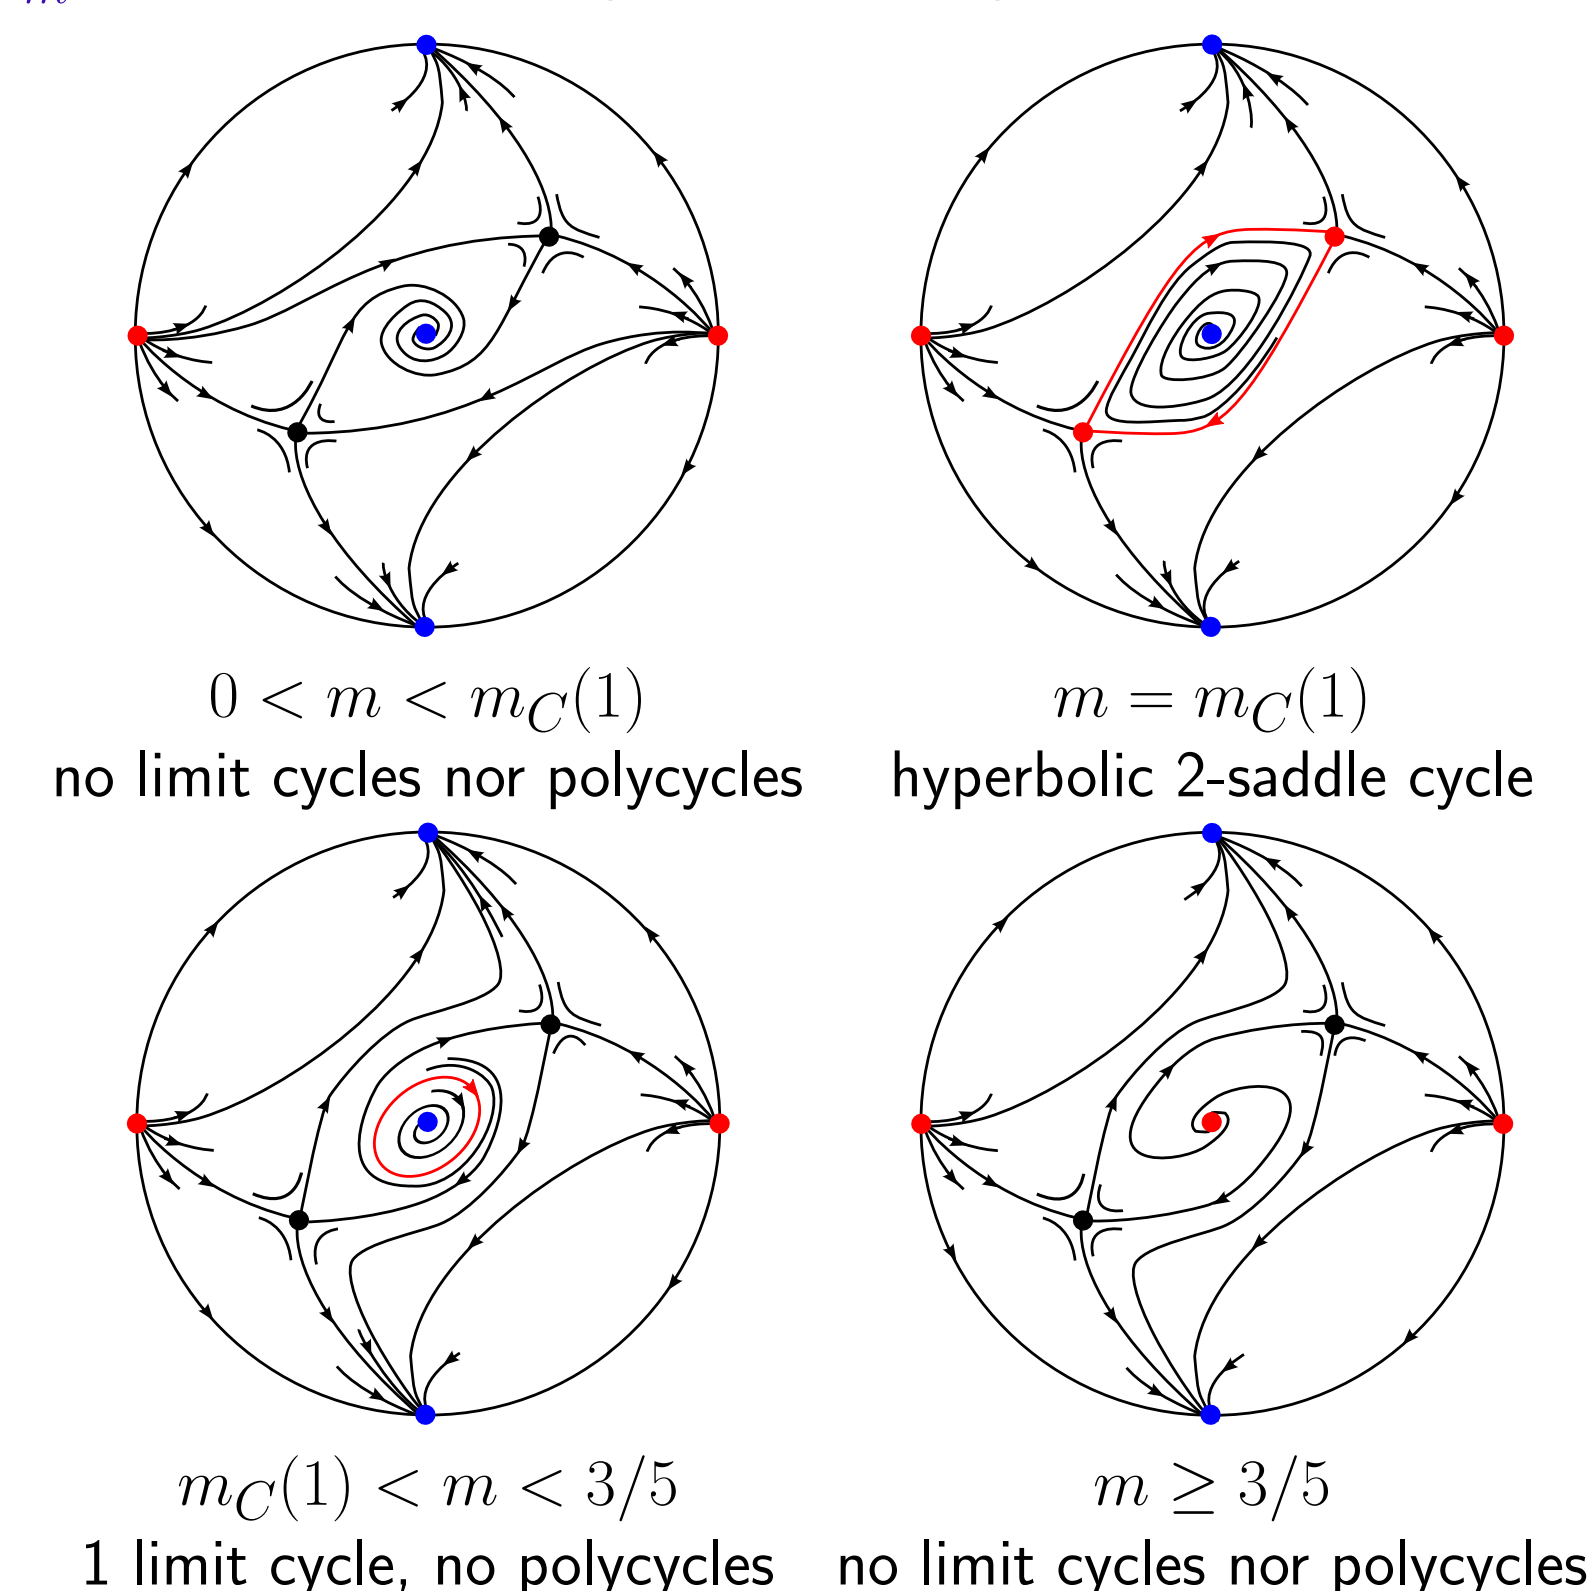 0 < m < m_C(1)
no limit cycles nor polycycles
m = m_C(1)
hyperbolic 2-saddle cycle
m_C(1) < m < 3/5
1 limit cycle, no polycycles
m ≥ 3/5
no limit cycles nor polycycles